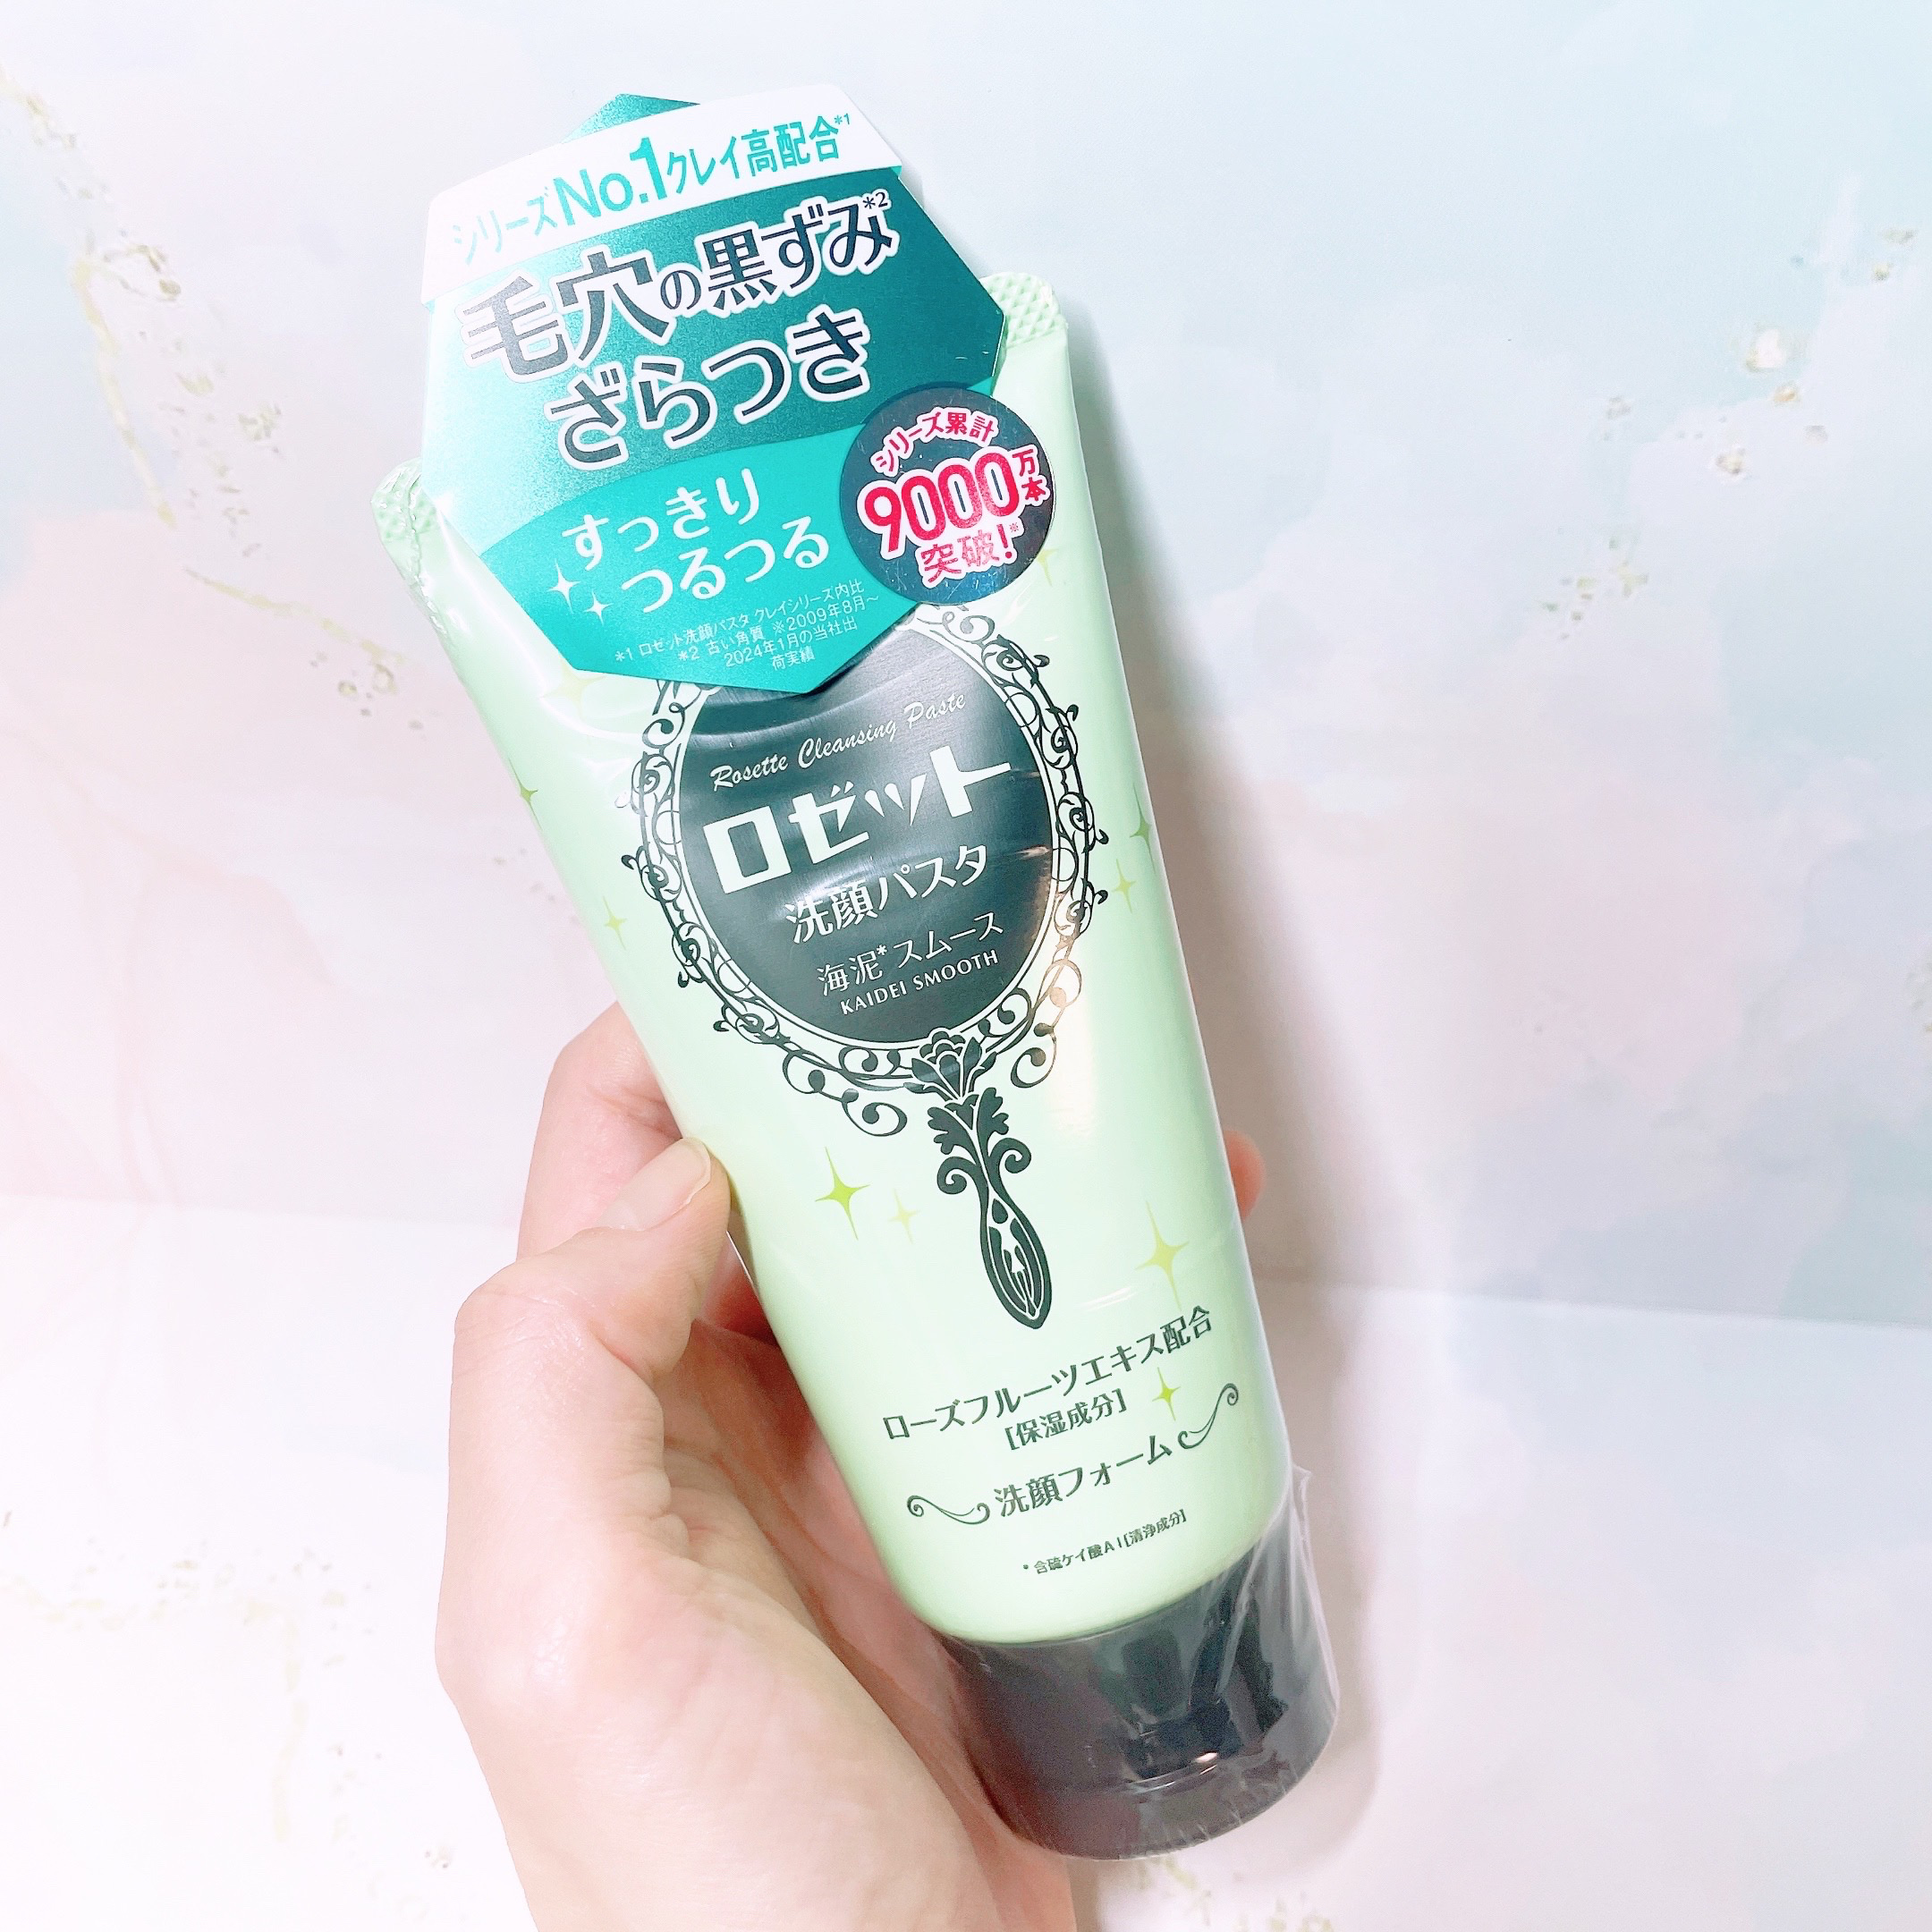 シリーズNo.1クレイ高配合*1
毛穴の黒ずみ*2
ざらつき
すっきり
つるつる
*1 ロゼット洗顔パスタ クレイシリーズ内比
*2 古い角質 ※2009年8月～
2024年1月の当社出
荷実績
シリーズ累計
9000万本
突破!※
Rosette Cleansing Paste
ロゼット
洗顔パスタ
海泥*スムース
KAIDEI SMOOTH
ローズフルーツエキス配合
[保湿成分]
洗顔フォーム
*含硫ケイ酸Al[清浄成分]